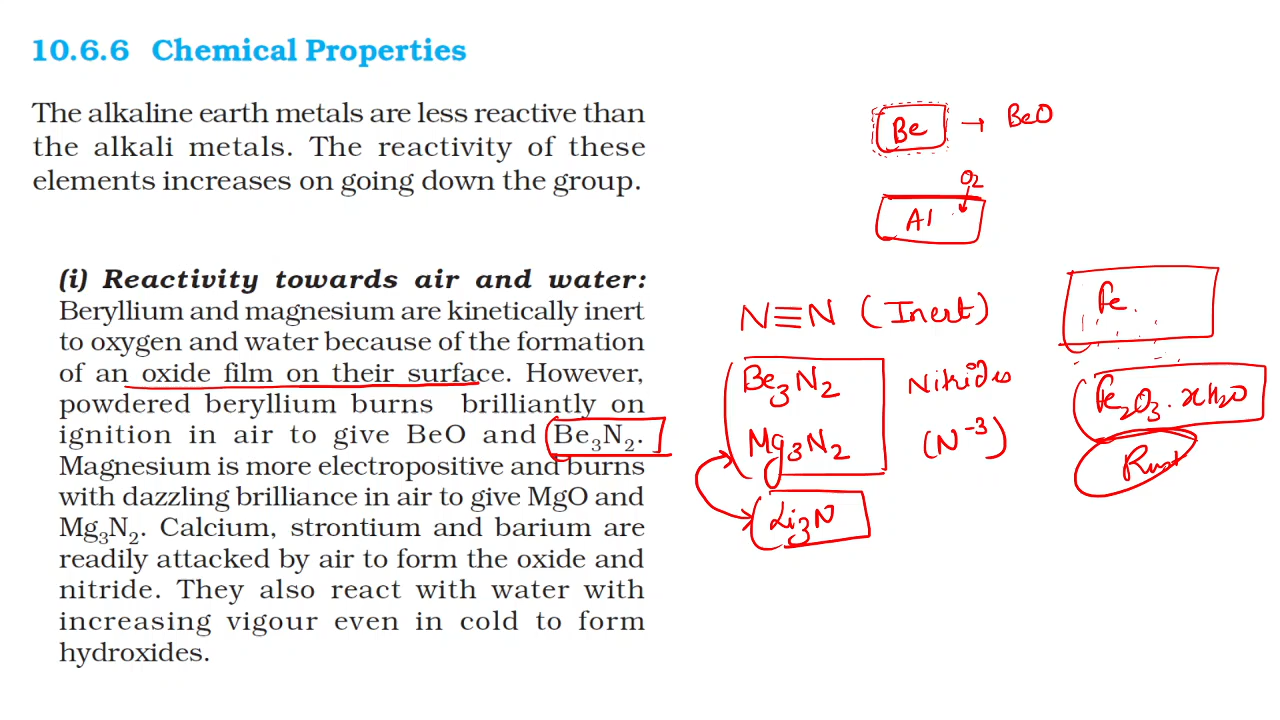 10.6.6 Chemical Properties
The alkaline earth metals are less reactive than
the alkali metals. The reactivity of these
elements increases on going down the group.
(i) Reactivity towards air and water:
Beryllium and magnesium are kinetically inert
to oxygen and water because of the formation
of an oxide film on their surface. However,
powdered beryllium burns brilliantly on
ignition in air to give BeO and Be₃N₂.
Magnesium is more electropositive and burns
with dazzling brilliance in air to give MgO and
Mg₃N₂. Calcium, strontium and barium are
readily attacked by air to form the oxide and
nitride. They also react with water with
increasing vigour even in cold to form
hydroxides.
Be → BeO
O₂
Al
N≡N (Inert)
Fe.
Be₃N₂ Nitrides
Mg₃N₂ (N⁻³)
Li₃N
Fe₂O₃.xH₂O
Rust